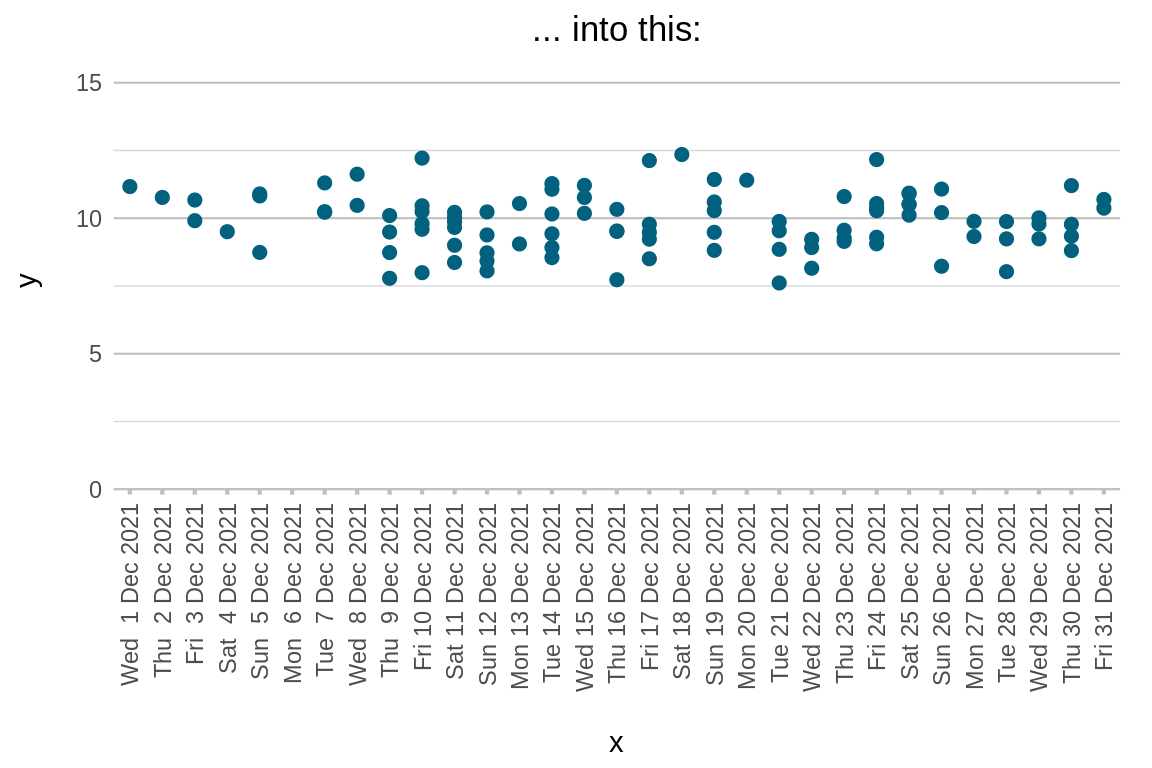 ... into this:
15
10
5
0
y
Wed  1 Dec 2021
Thu  2 Dec 2021
Fri  3 Dec 2021
Sat  4 Dec 2021
Sun  5 Dec 2021
Mon  6 Dec 2021
Tue  7 Dec 2021
Wed  8 Dec 2021
Thu  9 Dec 2021
Fri 10 Dec 2021
Sat 11 Dec 2021
Sun 12 Dec 2021
Mon 13 Dec 2021
Tue 14 Dec 2021
Wed 15 Dec 2021
Thu 16 Dec 2021
Fri 17 Dec 2021
Sat 18 Dec 2021
Sun 19 Dec 2021
Mon 20 Dec 2021
Tue 21 Dec 2021
Wed 22 Dec 2021
Thu 23 Dec 2021
Fri 24 Dec 2021
Sat 25 Dec 2021
Sun 26 Dec 2021
Mon 27 Dec 2021
Tue 28 Dec 2021
Wed 29 Dec 2021
Thu 30 Dec 2021
Fri 31 Dec 2021
x